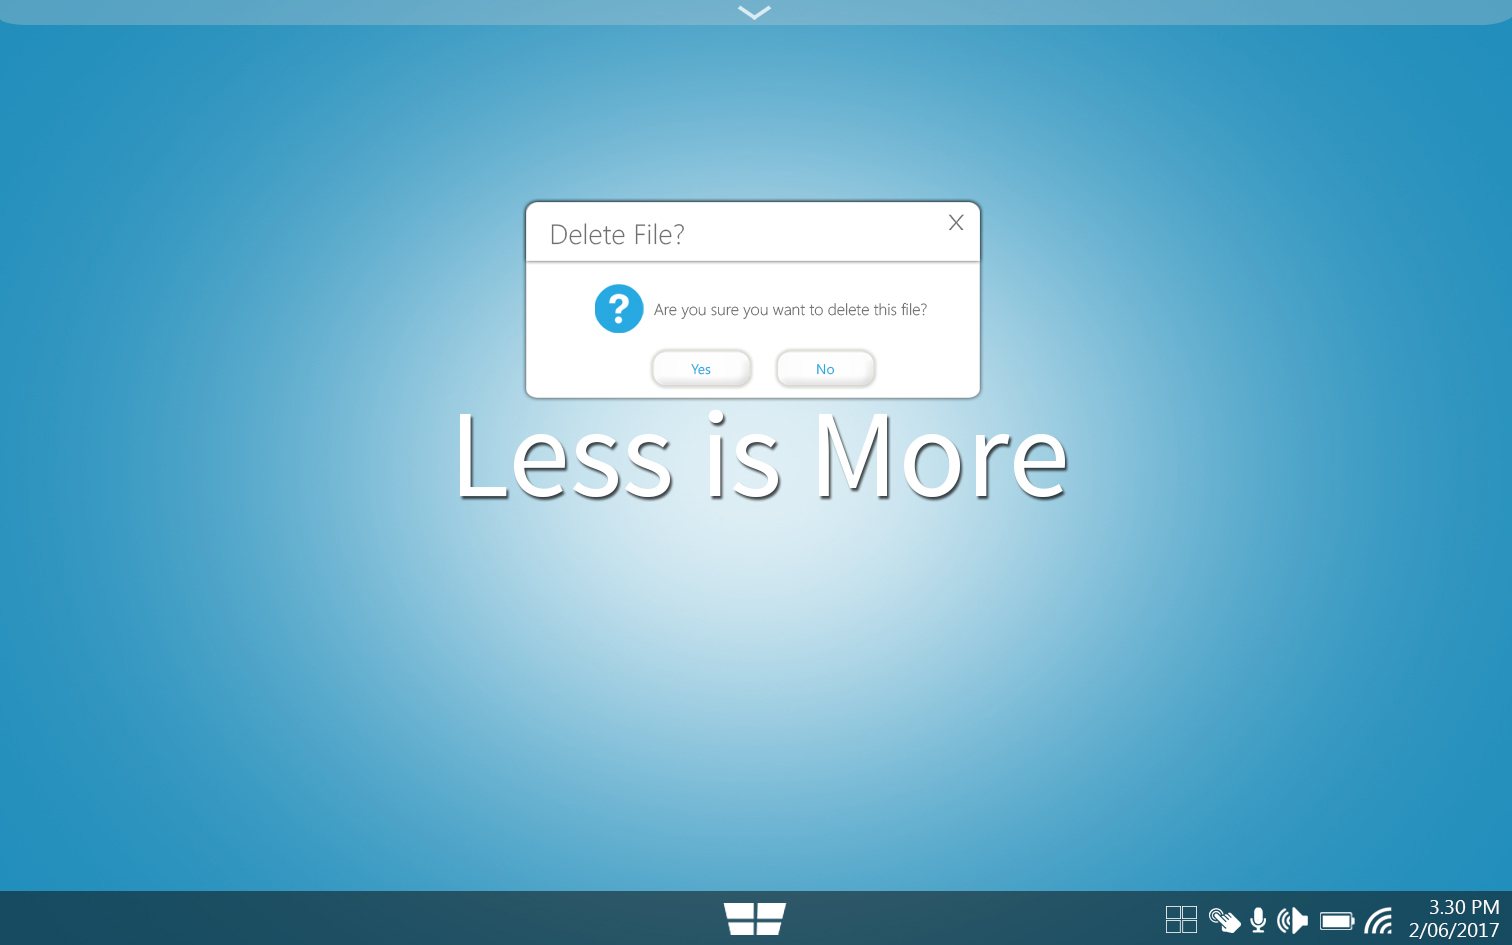 Delete File?
X
Are you sure you want to delete this file?
Yes
No
Less is More
3.30 PM
2/06/2017